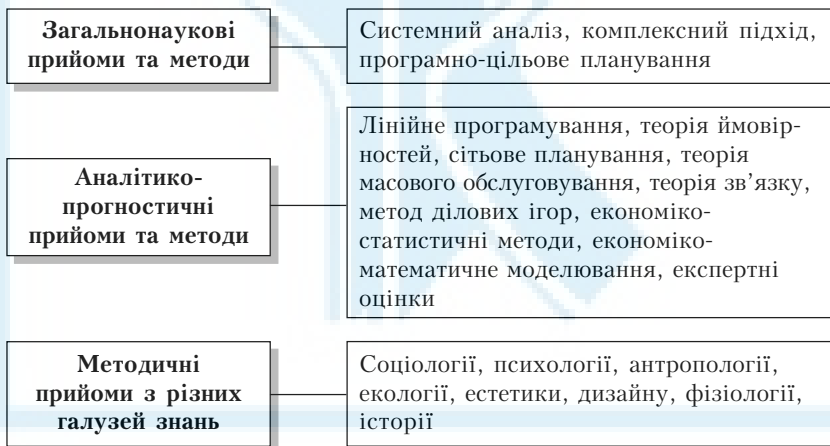 Загальнонаукові
прийоми та методи
Системний аналіз, комплексний підхід,
програмно-цільове планування
Аналітико-
прогностичні
прийоми та методи
Лінійне програмування, теорія ймовір-
ностей, сітьове планування, теорія
масового обслуговування, теорія зв’язку,
метод ділових ігор, економіко-
статистичні методи, економіко-
математичне моделювання, експертні
оцінки
Методичні
прийоми з різних
галузей знань
Соціології, психології, антропології,
екології, естетики, дизайну, фізіології,
історії